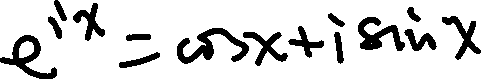 e^{ix} = cos x + i sin x